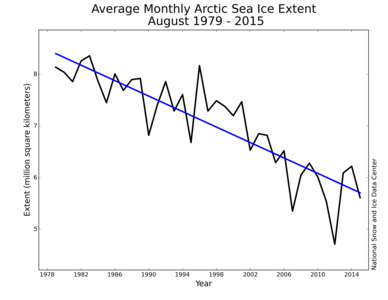 Average Monthly Arctic Sea Ice Extent
August 1979 - 2015
Extent (million square kilometers)
8
7
6
5
1978 1982 1986 1990 1994 1998 2002 2006 2010 2014
Year
National Snow and Ice Data Center